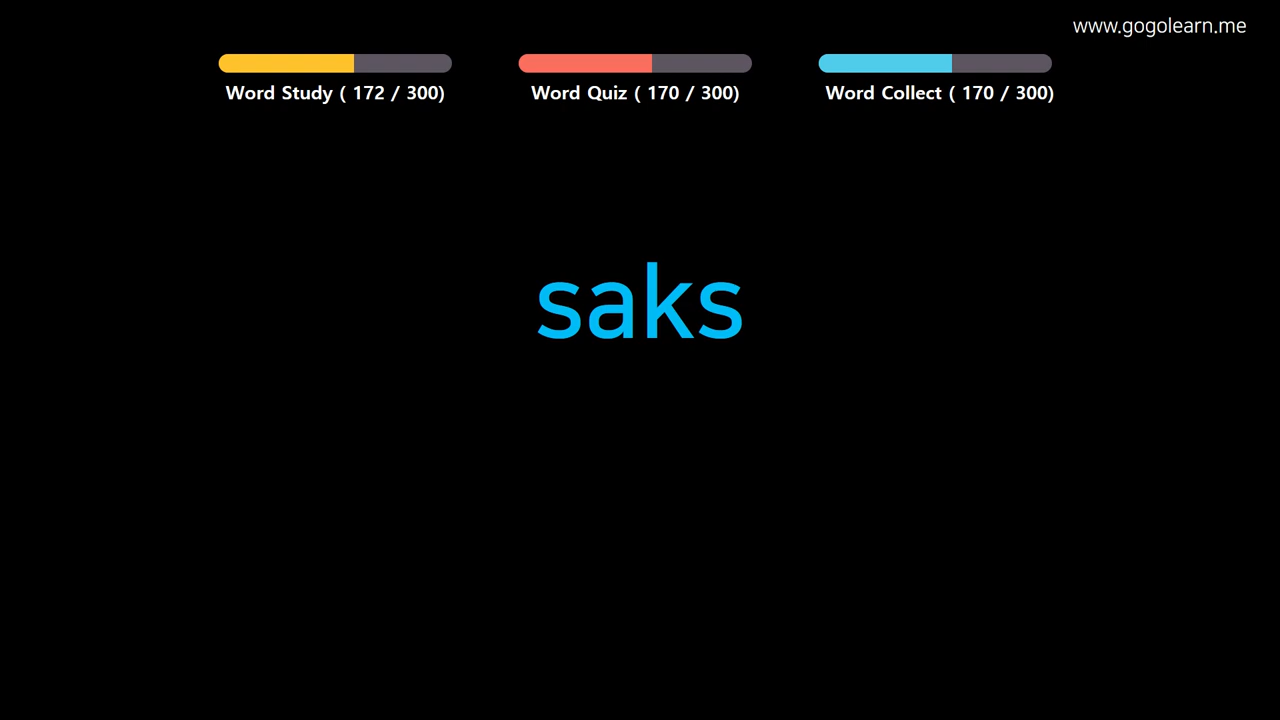 www.gogolearn.me
Word Study ( 172 / 300)
Word Quiz ( 170 / 300)
Word Collect ( 170 / 300)
saks